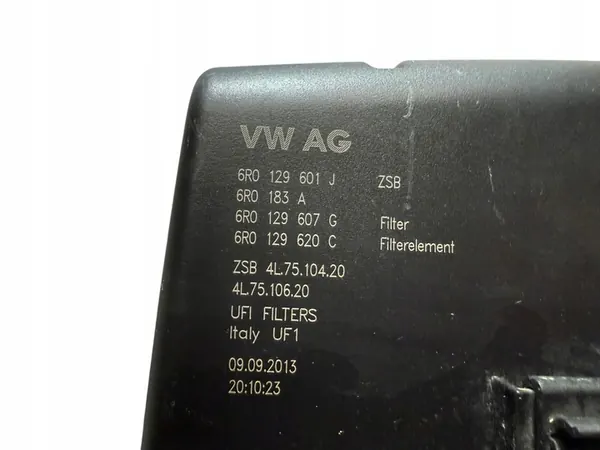 VW AG
6R0 129 601 J ZSB
6R0 183 A
6R0 129 607 G Filter
6R0 129 620 C Filterelement
ZSB 4L.75.104.20
4L.75.106.20
UFI FILTERS
Italy UF1
09.09.2013
20:10:23